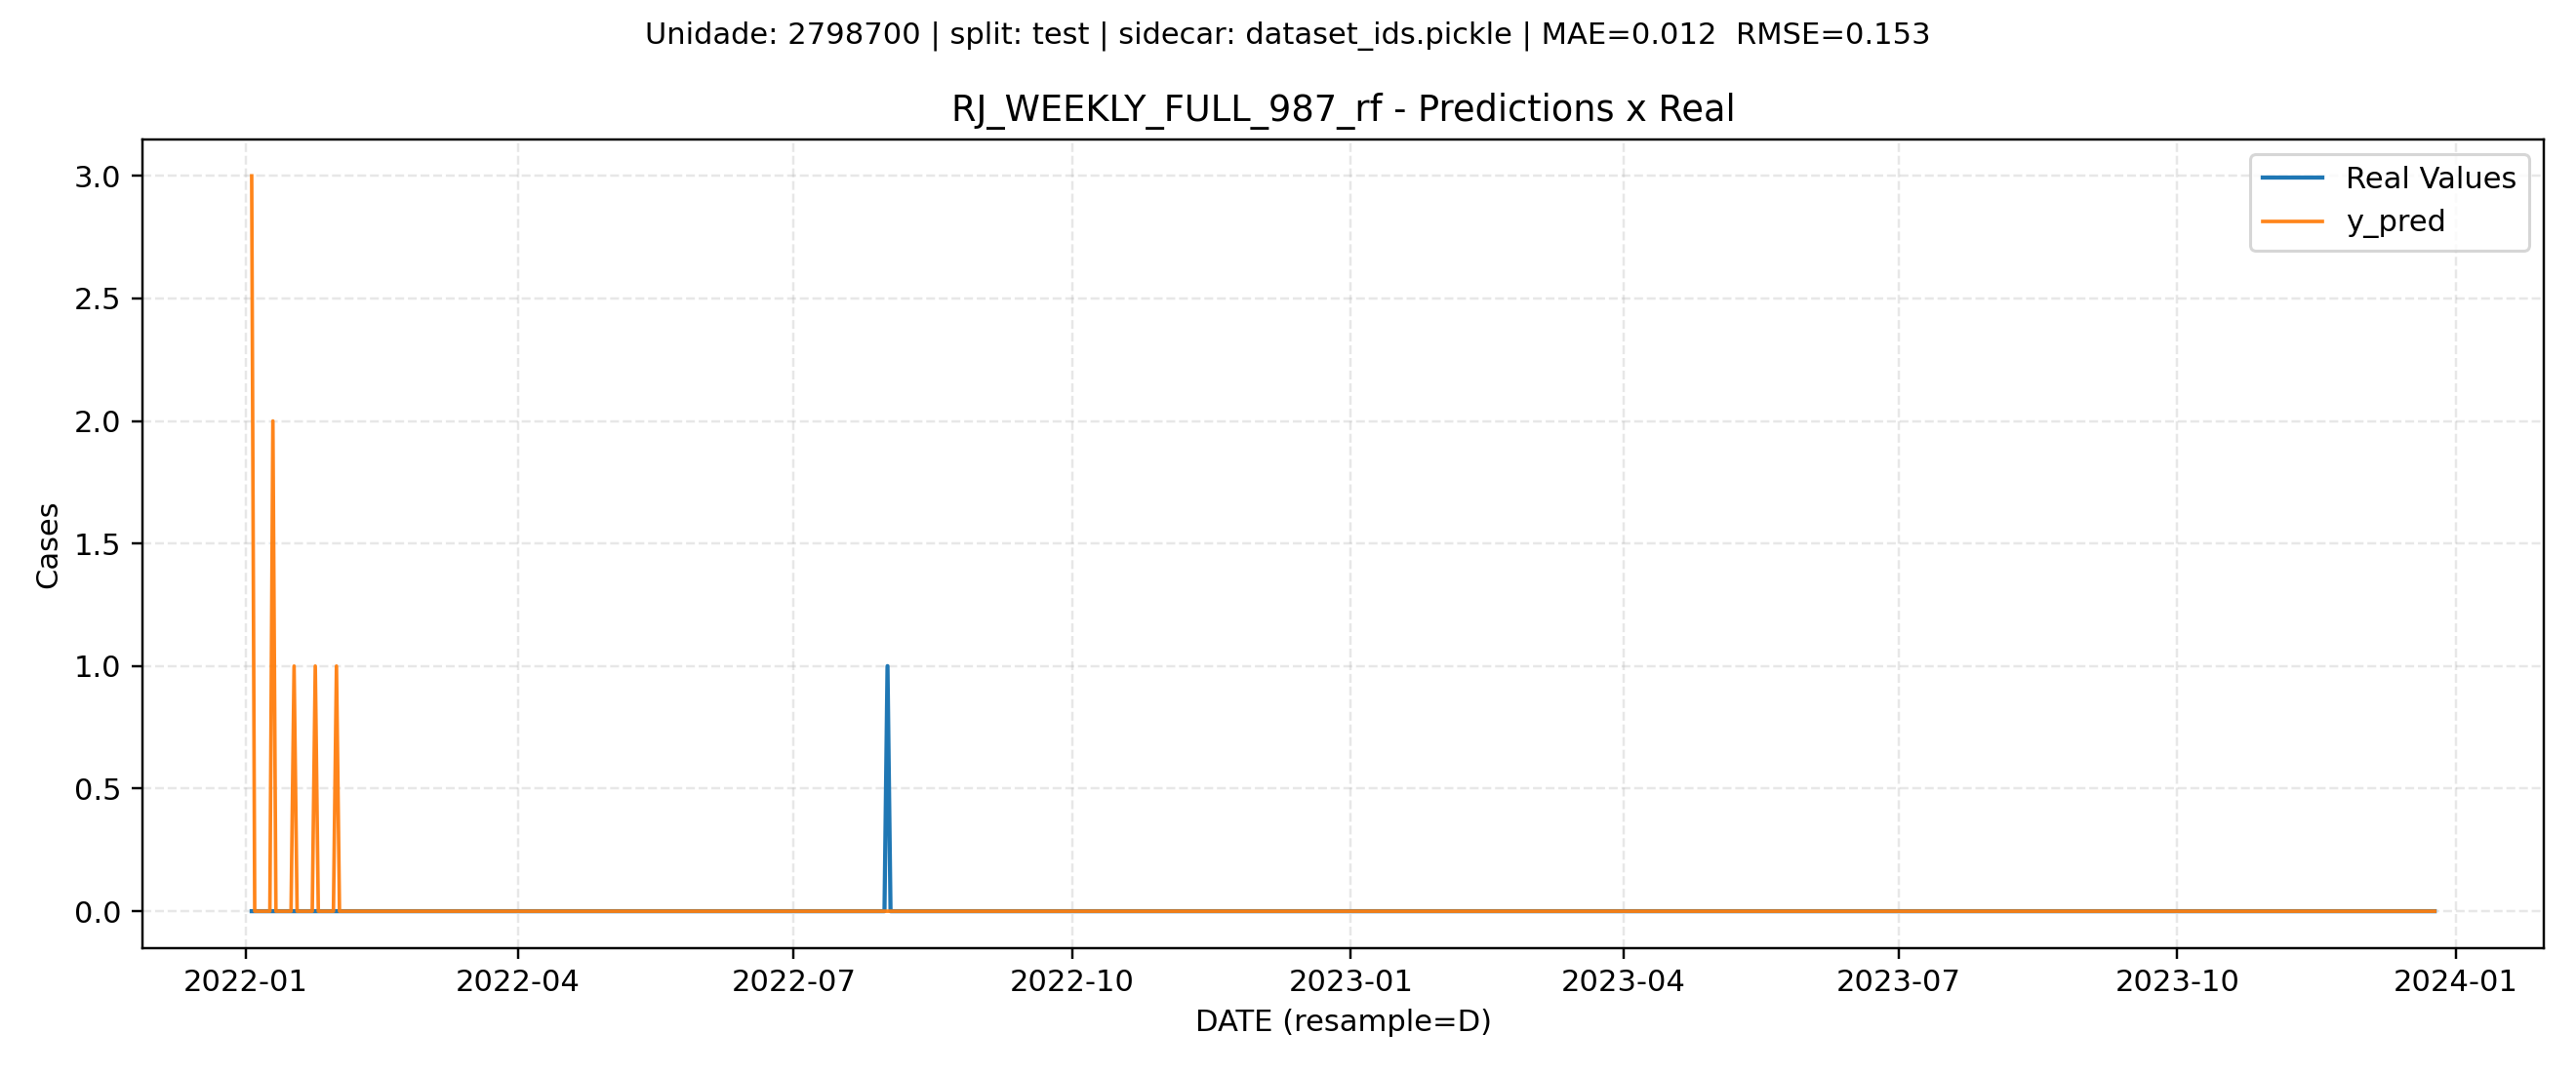 Unidade: 2798700 | split: test | sidecar: dataset_ids.pickle | MAE=0.012  RMSE=0.153
RJ_WEEKLY_FULL_987_rf - Predictions x Real
Real Values
y_pred
Cases
3.0
2.5
2.0
1.5
1.0
0.5
0.0
2022-01 2022-04 2022-07 2022-10 2023-01 2023-04 2023-07 2023-10 2024-01
DATE (resample=D)